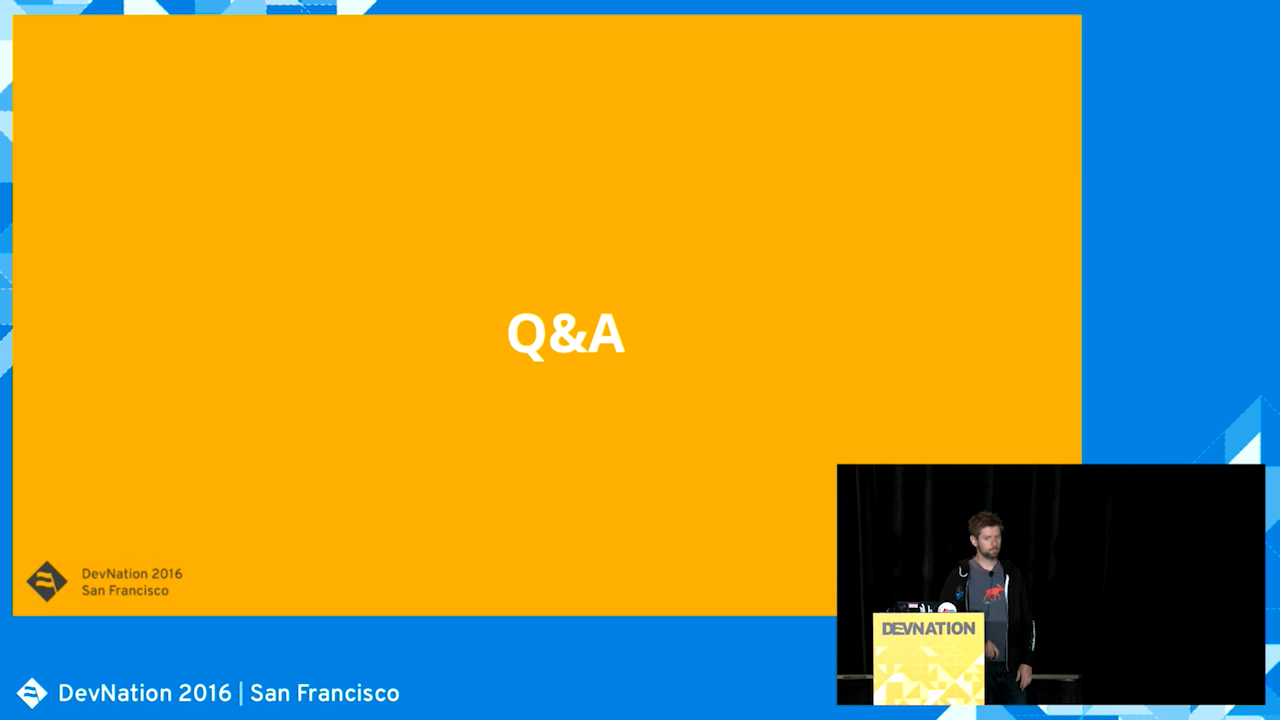 Q&A
DevNation 2016
San Francisco
DEVNATION
DevNation 2016 | San Francisco